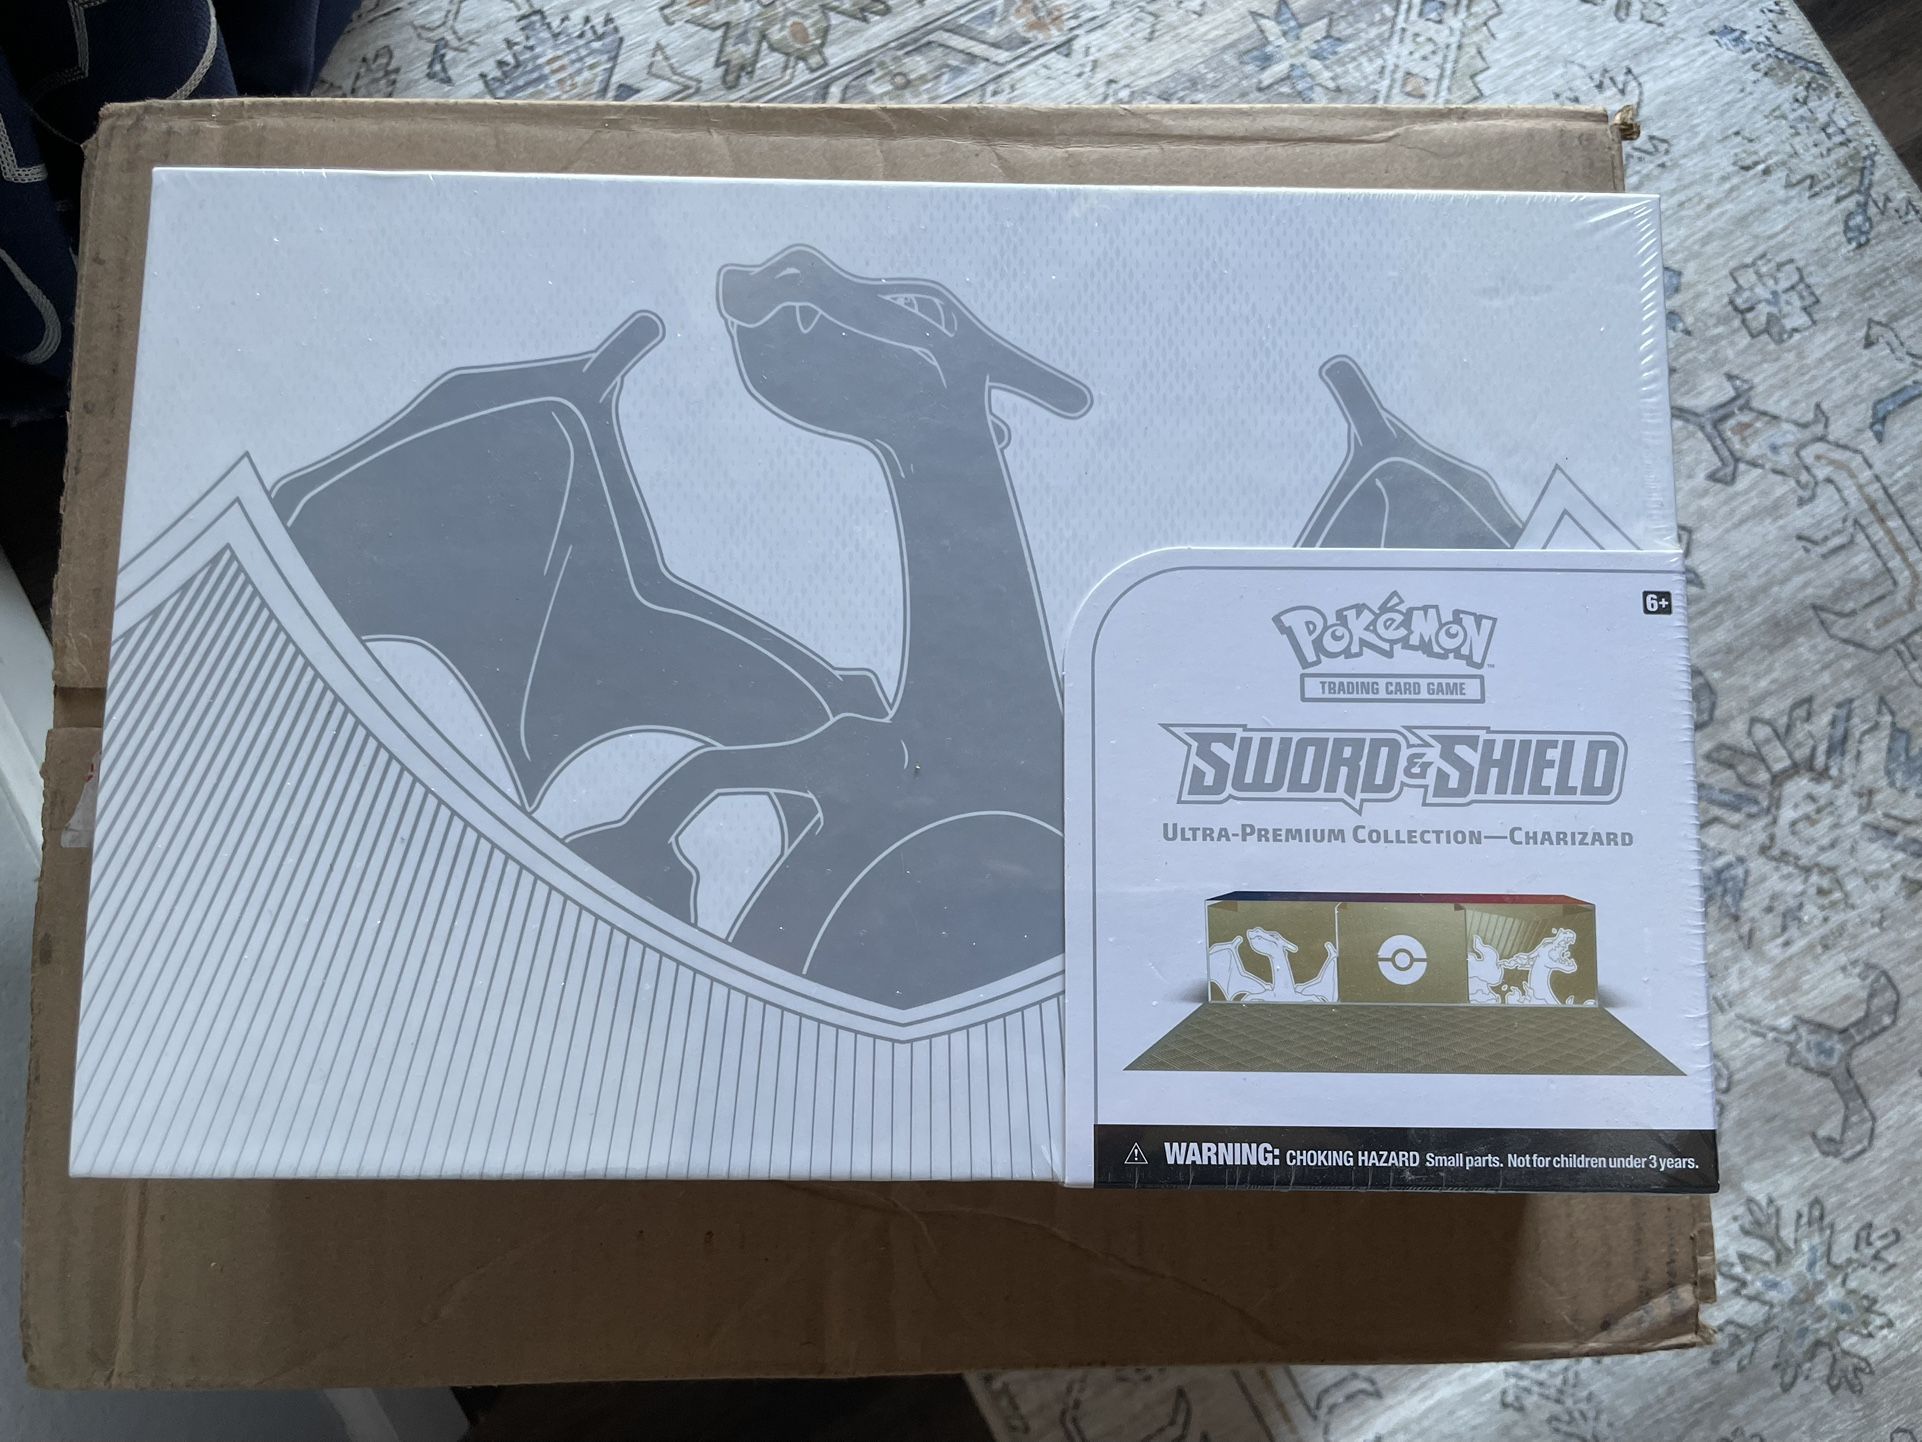 6+
POKéMON
TRADING CARD GAME
SWORD & SHIELD
ULTRA-PREMIUM COLLECTION—CHARIZARD
WARNING: CHOKING HAZARD Small parts. Not for children under 3 years.